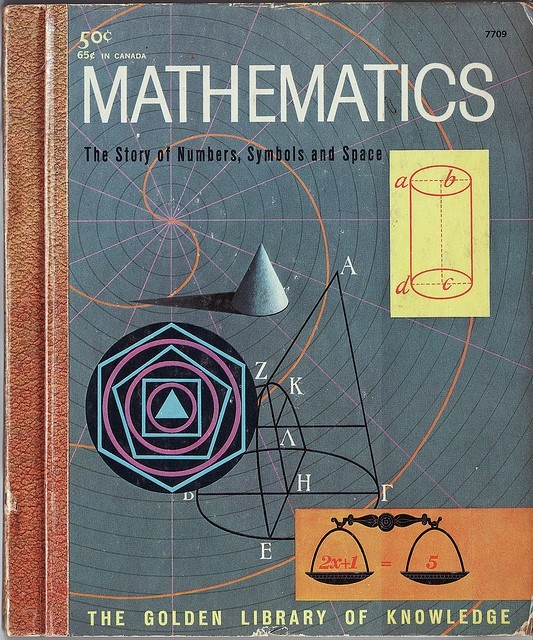 50¢
65¢ IN CANADA
7709
MATHEMATICS
The Story of Numbers, Symbols and Space
a b
d c
A
Z K
Λ
B H Γ
E
2x+1 = 5
THE GOLDEN LIBRARY OF KNOWLEDGE